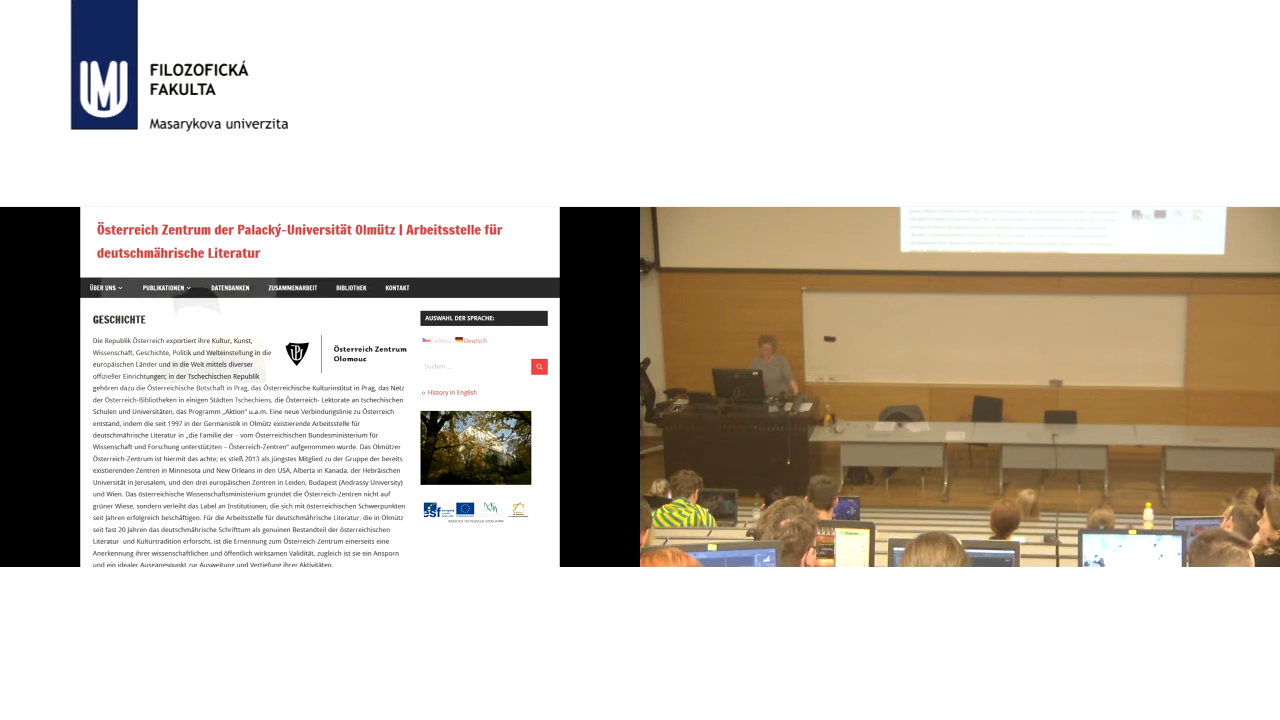 FILOZOFICKÁ
FAKULTA
Masarykova univerzita
Österreich Zentrum der Palacký-Universität Olmütz | Arbeitsstelle für
deutschmährische Literatur
ÜBER UNS PUBLIKATIONEN DATENBANKEN ZUSAMMENARBEIT BIBLIOTHEK KONTAKT
GESCHICHTE
Die Republik Österreich exportiert ihre Kultur, Kunst,
Wissenschaft, Geschichte, Politik und Welteinstellung in die
europäischen Länder und in die Welt mittels diverser
offizieller Einrichtungen; in der Tschechischen Republik
gehören dazu die Österreichische Botschaft in Prag, das Österreichische Kulturinstitut in Prag, das Netz
der Österreich-Bibliotheken in einigen Städten Tschechiens, die Österreich- Lektorate an tschechischen
Schulen und Universitäten, das Programm „Aktion" u.a.m. Eine neue Verbindungslinie zu Österreich
entstand, indem die seit 1997 in der Germanistik in Olmütz existierende Arbeitsstelle für
deutschmährische Literatur in „die Familie der – vom Österreichischen Bundesministerium für
Wissenschaft und Forschung unterstützten – Österreich-Zentren" aufgenommen wurde. Das Olmützer
Österreich-Zentrum ist hiermit das achte; es stieß 2013 als jüngstes Mitglied zu der Gruppe der bereits
existierenden Zentren in Minnesota und New Orleans in den USA, Alberta in Kanada, der Hebräischen
Universität in Jerusalem, und den drei europäischen Zentren in Leiden, Budapest (Andrassy University)
und Wien. Das österreichische Wissenschaftsministerium gründet die Österreich-Zentren nicht auf
grüner Wiese, sondern verleiht das Label an Institutionen, die sich mit österreichischen Schwerpunkten
seit Jahren erfolgreich beschäftigen. Für die Arbeitsstelle für deutschmährische Literatur, die in Olmütz
seit fast 20 Jahren das deutschmährische Schrifttum als genuinen Bestandteil der österreichischen
Literatur- und Kulturtradition erforscht, ist die Ernennung zum Österreich-Zentrum einerseits eine
Anerkennung ihrer wissenschaftlichen und öffentlich wirksamen Validität, zugleich ist sie ein Ansporn
und ein idealer Ausgangspunkt zur Ausweitung und Vertiefung ihrer Aktivitäten.
Österreich Zentrum
Olomouc
AUSWAHL DER SPRACHE:
Čeština Deutsch
Suchen …
History in English
esf